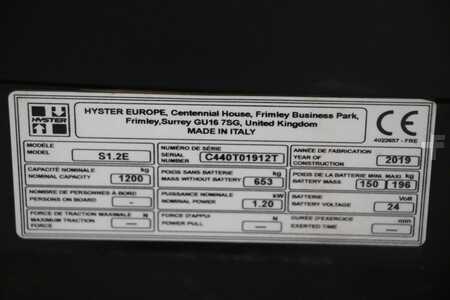 HYSTER
HYSTER EUROPE, Centennial House, Frimley Business Park,
Frimley, Surrey GU16 7SG, United Kingdom
MADE IN ITALY
CE
4022657 - FRE
MODÈLE
MODEL
S1.2E
NUMÉRO DE SÉRIE
SERIAL NUMBER
C440T01912T
ANNÉE DE FABRICATION
YEAR OF CONSTRUCTION
2019
CAPACITÉ NOMINALE kg
NOMINAL CAPACITY
1200
POIDS SANS BATTERIE kg
MASS WITHOUT BATTERY
653
POIDS DE LA BATTERIE MINI MAXI kg
BATTERY MASS
150 196
NOMBRE DE PERSONNES À BORD
PERSONS ON BOARD
-
PUISSANCE NOMINALE kW
NOMINAL POWER
1.20
BATTERIE Volt
BATTERY VOLTAGE
24
FORCE DE TRACTION MAXIMALE N
MAXIMUM TRACTION FORCE
—
FORCE D'APPUI N
POWER PULL
—
DURÉE D'EXERCICE min
EXERTED TIME
—